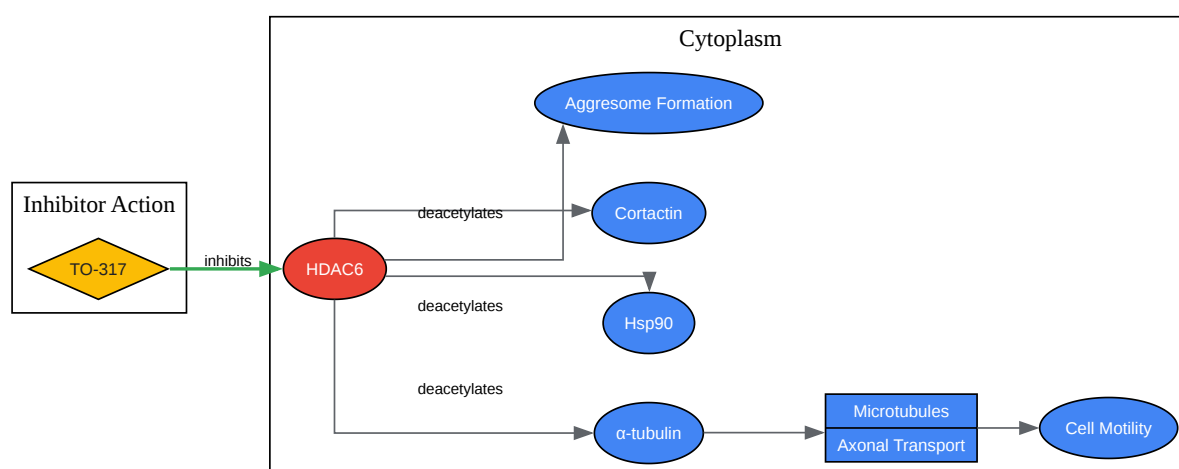 Cytoplasm
Aggresome Formation
Inhibitor Action
deacetylates
Cortactin
TO-317
inhibits
HDAC6
deacetylates
Hsp90
deacetylates
α-tubulin
Microtubules
Axonal Transport
Cell Motility